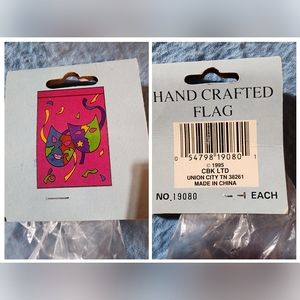 HAND CRAFTED
FLAG
0 54798 19080 1
© 1995
CBK LTD
UNION CITY TN 38261
MADE IN CHINA
NO. 19080
EACH